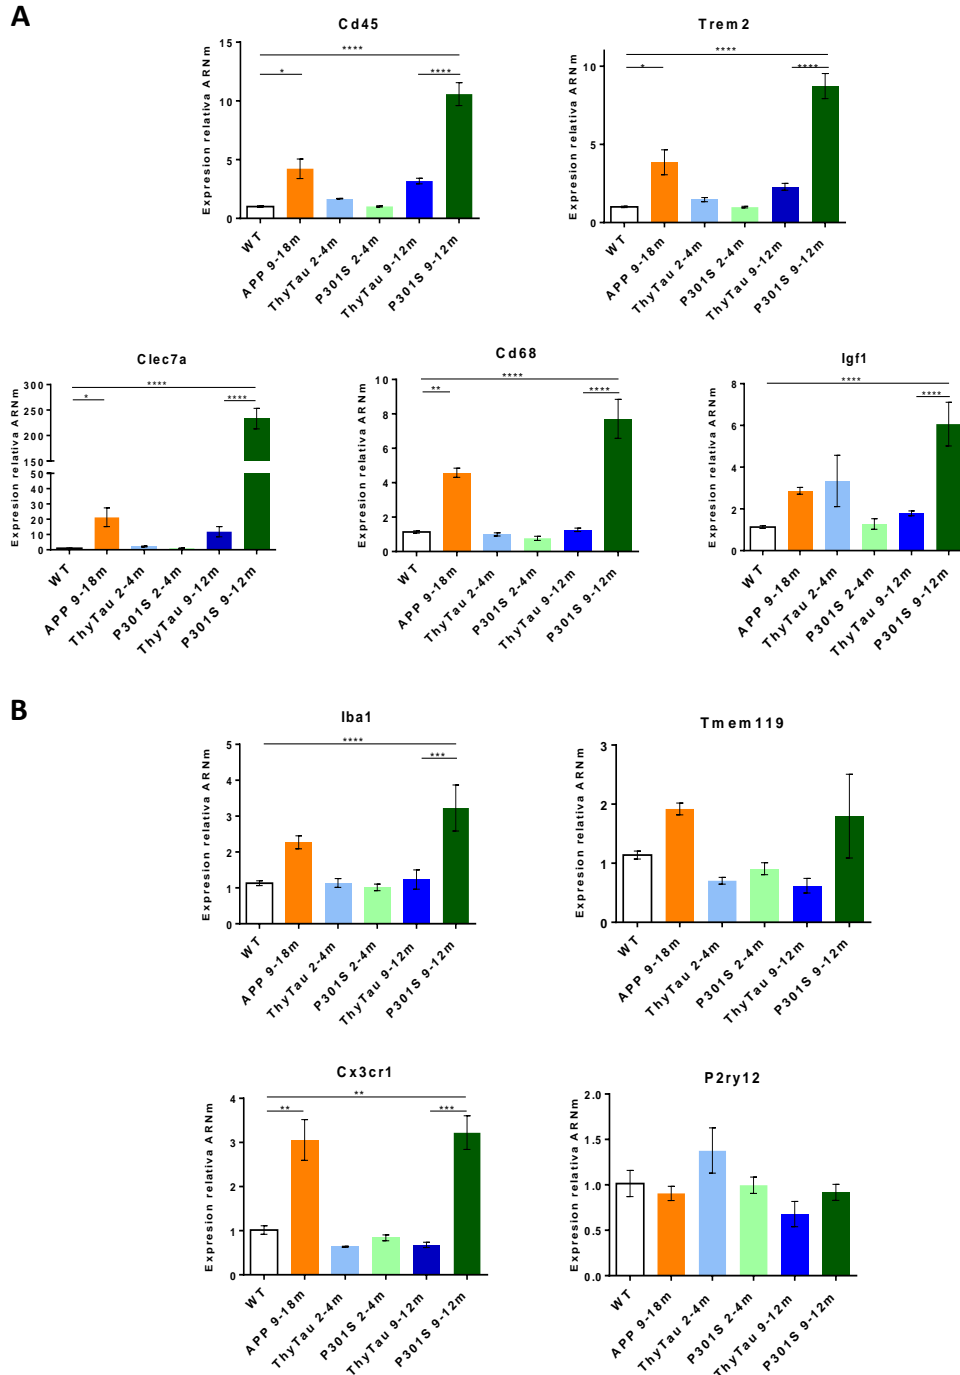 A
Cd45
Expresion relativa ARNm
15
10
5
0
****
*
****
WT
APP 9-18m
ThyTau 2-4m
P301S 2-4m
ThyTau 9-12m
P301S 9-12m
Trem2
Expresion relativa ARNm
10
5
0
****
*
****
WT
APP 9-18m
ThyTau 2-4m
P301S 2-4m
ThyTau 9-12m
P301S 9-12m
Clec7a
Expresion relativa ARNm
300
250
200
150
50
40
30
20
10
0
****
*
****
WT
APP 9-18m
ThyTau 2-4m
P301S 2-4m
ThyTau 9-12m
P301S 9-12m
Cd68
Expresion relativa ARNm
10
8
6
4
2
0
****
**
****
WT
APP 9-18m
ThyTau 2-4m
P301S 2-4m
ThyTau 9-12m
P301S 9-12m
Igf1
Expresion relativa ARNm
8
6
4
2
0
****
****
WT
APP 9-18m
ThyTau 2-4m
P301S 2-4m
ThyTau 9-12m
P301S 9-12m
B
Iba1
Expresion relativa ARNm
5
4
3
2
1
0
****
***
WT
APP 9-18m
ThyTau 2-4m
P301S 2-4m
ThyTau 9-12m
P301S 9-12m
Tmem119
Expresion relativa ARNm
3
2
1
0
WT
APP 9-18m
ThyTau 2-4m
P301S 2-4m
ThyTau 9-12m
P301S 9-12m
Cx3cr1
Expresion relativa ARNm
4
3
2
1
0
**
**
***
WT
APP 9-18m
ThyTau 2-4m
P301S 2-4m
ThyTau 9-12m
P301S 9-12m
P2ry12
Expresion relativa ARNm
2.0
1.5
1.0
0.5
0.0
WT
APP 9-18m
ThyTau 2-4m
P301S 2-4m
ThyTau 9-12m
P301S 9-12m